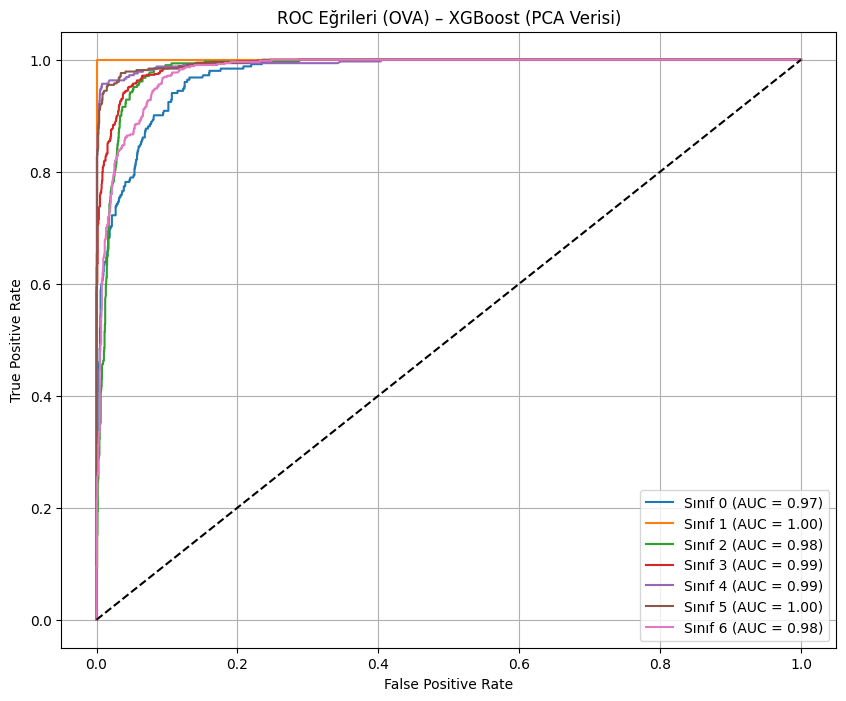 ROC Eğrileri (OVA) – XGBoost (PCA Verisi)
True Positive Rate
1.0
0.8
0.6
0.4
0.2
0.0
Sınıf 0 (AUC = 0.97)
Sınıf 1 (AUC = 1.00)
Sınıf 2 (AUC = 0.98)
Sınıf 3 (AUC = 0.99)
Sınıf 4 (AUC = 0.99)
Sınıf 5 (AUC = 1.00)
Sınıf 6 (AUC = 0.98)
0.0 0.2 0.4 0.6 0.8 1.0
False Positive Rate